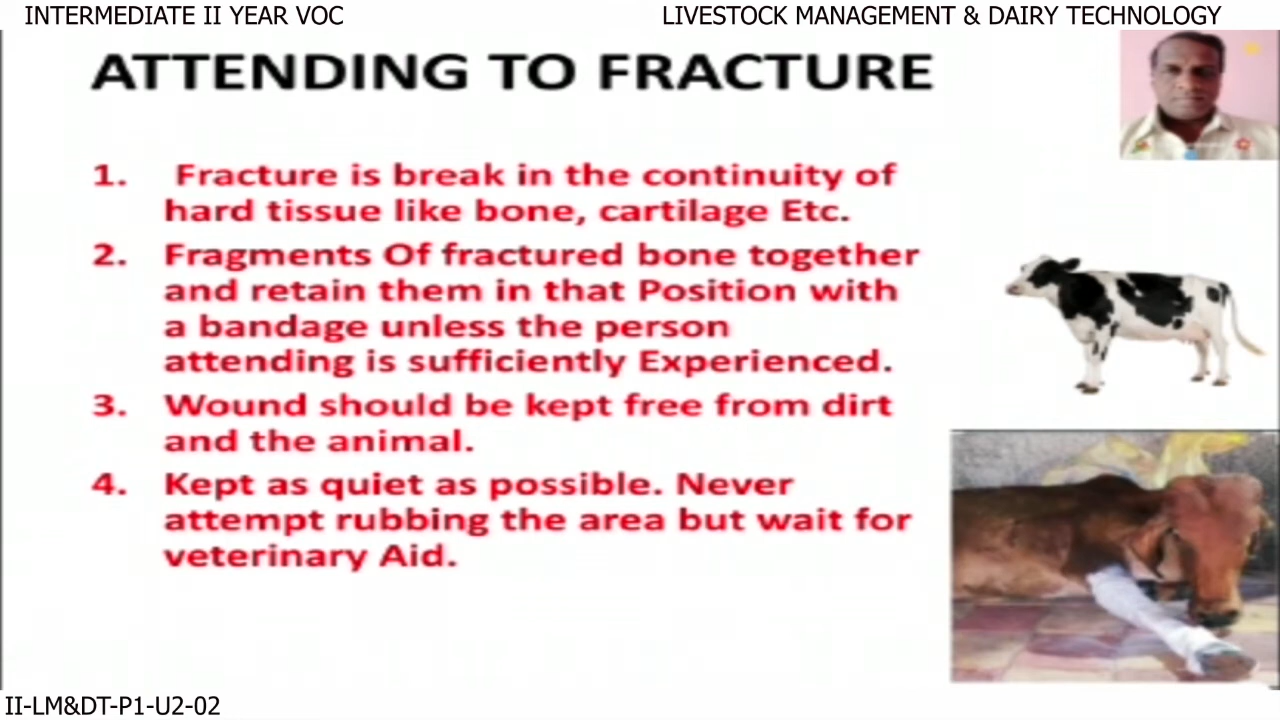 INTERMEDIATE II YEAR VOC
LIVESTOCK MANAGEMENT & DAIRY TECHNOLOGY
ATTENDING TO FRACTURE
1. Fracture is break in the continuity of
hard tissue like bone, cartilage Etc.
2. Fragments Of fractured bone together
and retain them in that Position with
a bandage unless the person
attending is sufficiently Experienced.
3. Wound should be kept free from dirt
and the animal.
4. Kept as quiet as possible. Never
attempt rubbing the area but wait for
veterinary Aid.
II-LM&DT-P1-U2-02